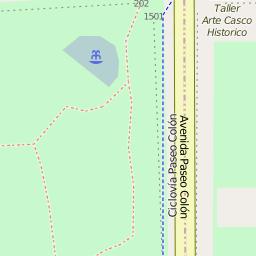 202
1501
Taller
Arte Casco
Historico
Avenida Paseo Colón
Ciclovía Paseo Colón